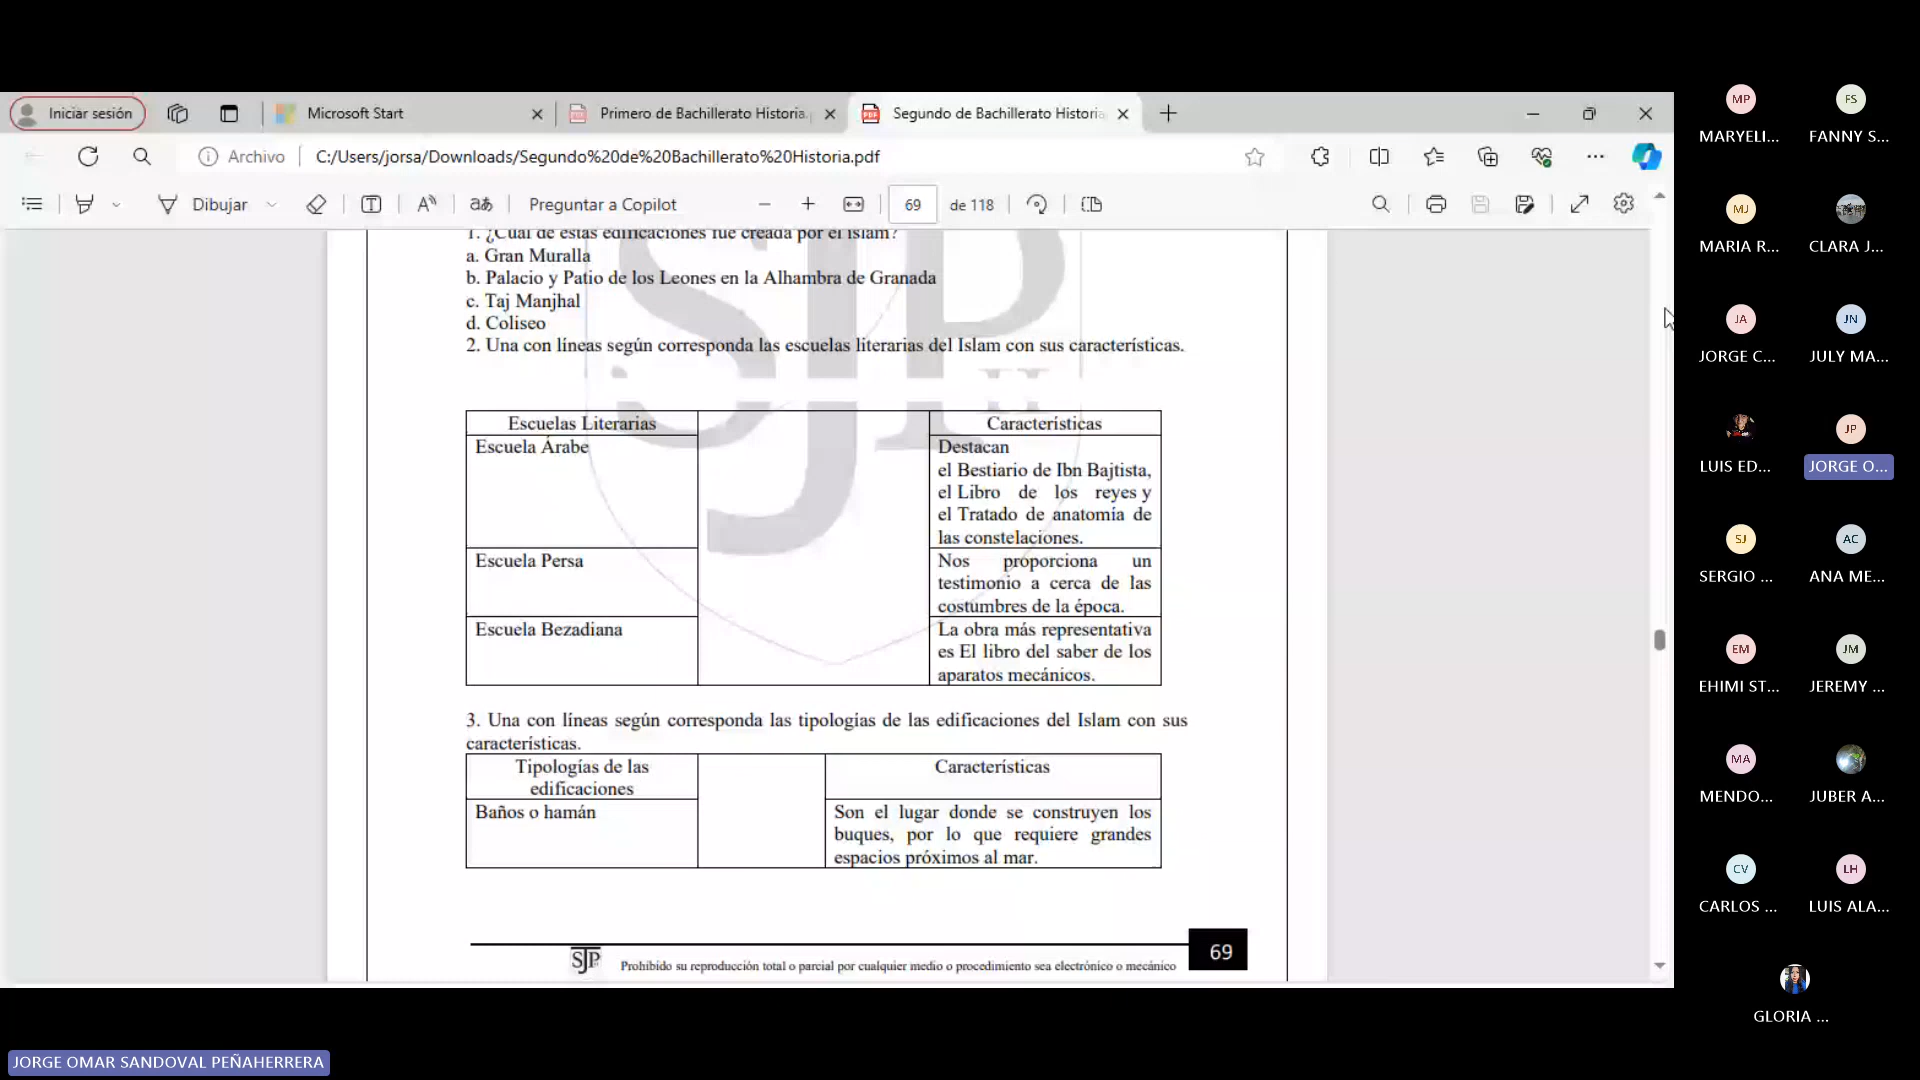 Iniciar sesión
Microsoft Start
Primero de Bachillerato Historia.
Segundo de Bachillerato Historia
Archivo
C:/Users/jorsa/Downloads/Segundo%20de%20Bachillerato%20Historia.pdf
Dibujar
Preguntar a Copilot
69
de 118
1. ¿Cuál de estas edificaciones fue creada por el islam?
a. Gran Muralla
b. Palacio y Patio de los Leones en la Alhambra de Granada
c. Taj Manjhal
d. Coliseo
2. Una con líneas según corresponda las escuelas literarias del Islam con sus características.
Escuelas Literarias
Características
Escuela Árabe
Destacan
el Bestiario de Ibn Bajtista,
el Libro de los reyes y
el Tratado de anatomía de
las constelaciones.
Escuela Persa
Nos proporciona un
testimonio a cerca de las
costumbres de la época.
Escuela Bezadiana
La obra más representativa
es El libro del saber de los
aparatos mecánicos.
3. Una con líneas según corresponda las tipologías de las edificaciones del Islam con sus
características.
Tipologías de las
edificaciones
Características
Baños o hamán
Son el lugar donde se construyen los
buques, por lo que requiere grandes
espacios próximos al mar.
SJP
Prohibido su reproducción total o parcial por cualquier medio o procedimiento sea electrónico o mecánico
69
MP
MARYELI...
FS
FANNY S...
MJ
MARIA R...
CLARA J...
JA
JORGE C...
JN
JULY MA...
LUIS ED...
JP
JORGE O...
SJ
SERGIO ...
AC
ANA ME...
EM
EHIMI ST...
JM
JEREMY ...
MA
MENDO...
JUBER A...
CV
CARLOS ...
LH
LUIS ALA...
GLORIA ...
JORGE OMAR SANDOVAL PEÑAHERRERA